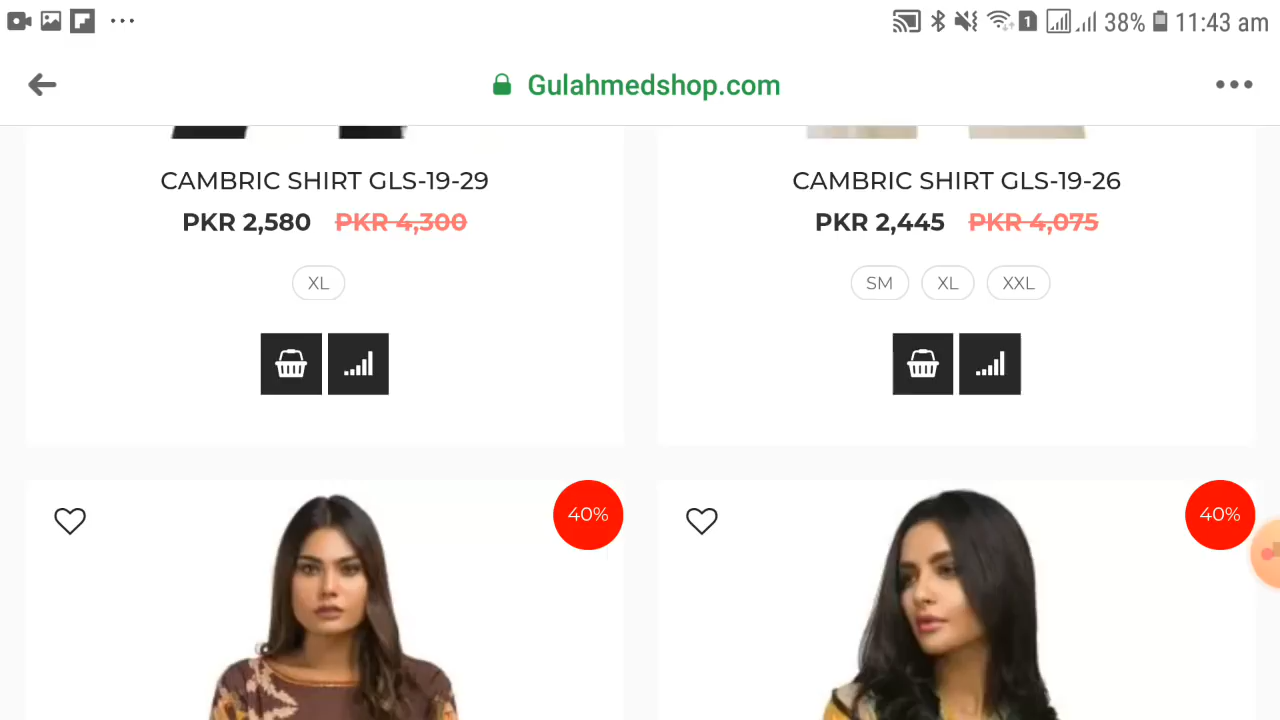 1 38% 11:43 am
Gulahmedshop.com
CAMBRIC SHIRT GLS-19-29
PKR 2,580 PKR 4,300
XL
CAMBRIC SHIRT GLS-19-26
PKR 2,445 PKR 4,075
SM XL XXL
40%
40%